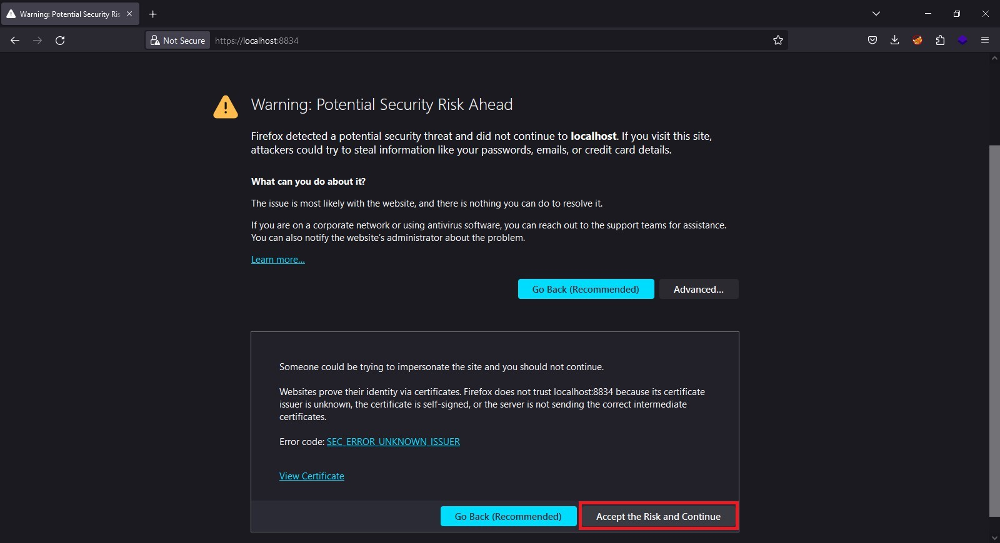 Warning: Potential Security Ris
Not Secure
https://localhost:8834
Warning: Potential Security Risk Ahead
Firefox detected a potential security threat and did not continue to localhost. If you visit this site,
attackers could try to steal information like your passwords, emails, or credit card details.
What can you do about it?
The issue is most likely with the website, and there is nothing you can do to resolve it.
If you are on a corporate network or using antivirus software, you can reach out to the support teams for assistance.
You can also notify the website’s administrator about the problem.
Learn more…
Go Back (Recommended)
Advanced…
Someone could be trying to impersonate the site and you should not continue.
Websites prove their identity via certificates. Firefox does not trust localhost:8834 because its certificate
issuer is unknown, the certificate is self-signed, or the server is not sending the correct intermediate
certificates.
Error code: SEC_ERROR_UNKNOWN_ISSUER
View Certificate
Go Back (Recommended)
Accept the Risk and Continue